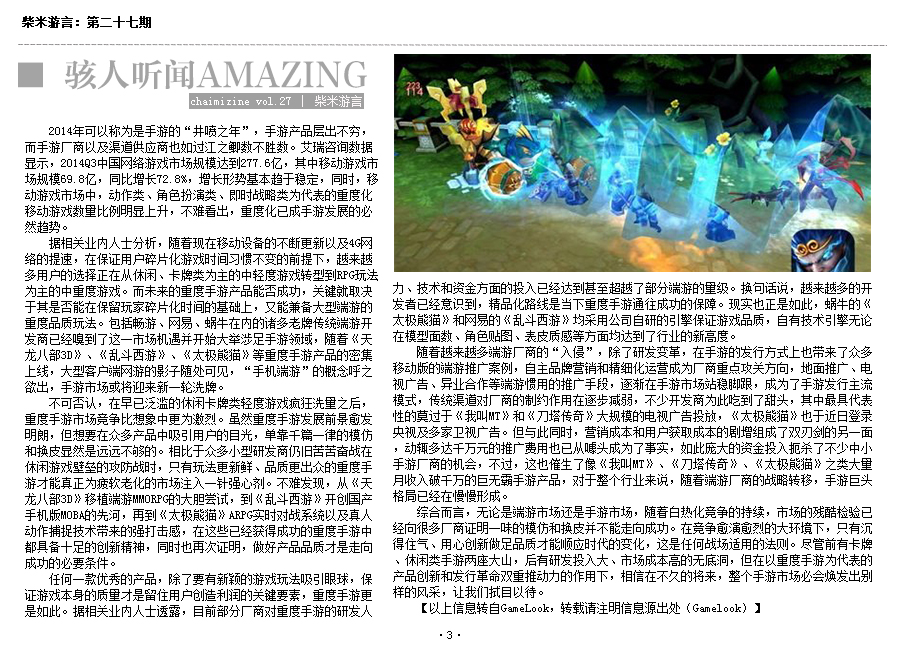 柴米游言：第二十七期
骇人听闻AMAZING
chaimizine vol.27 | 柴米游言
2014年可以称为是手游的“井喷之年”，手游产品层出不穷，
而手游厂商以及渠道供应商也如过江之鲫数不胜数。艾瑞咨询数据
显示，2014Q3中国网络游戏市场规模达到277.6亿，其中移动游戏市
场规模69.8亿，同比增长72.8%，增长形势基本趋于稳定，同时，移
动游戏市场中，动作类、角色扮演类、即时战略类为代表的重度化
移动游戏数量比例明显上升，不难看出，重度化已成手游发展的必
然趋势。
据相关业内人士分析，随着现在移动设备的不断更新以及4G网
络的提速，在保证用户碎片化游戏时间习惯不变的前提下，越来越
多用户的选择正在从休闲、卡牌类为主的中轻度游戏转型到RPG玩法
为主的中重度游戏。而未来的重度手游产品能否成功，关键就取决
于其是否能在保留玩家碎片化时间的基础上，又能兼备大型端游的
重度品质玩法。包括畅游、网易、蜗牛在内的诸多老牌传统端游开
发商已经嗅到了这一市场机遇并开始大举涉足手游领域，随着《天
龙八部3D》、《乱斗西游》、《太极熊猫》等重度手游产品的密集
上线，大型客户端网游的影子随处可见，“手机端游”的概念呼之
欲出，手游市场或将迎来新一轮洗牌。
不可否认，在早已泛滥的休闲卡牌类轻度游戏疯狂洗量之后，
重度手游市场竞争比想象中更为激烈。虽然重度手游发展前景愈发
明朗，但想要在众多产品中吸引用户的目光，单靠千篇一律的模仿
和换皮显然是远远不够的。相比于众多小型研发商仍旧苦苦奋战在
休闲游戏壁垒的攻防战时，只有玩法更新鲜、品质更出众的重度手
游才能真正为疲软老化的市场注入一针强心剂。不难发现，从《天
龙八部3D》移植端游MMORPG的大胆尝试，到《乱斗西游》开创国产
手机版MOBA的先河，再到《太极熊猫》ARPG实时对战系统以及真人
动作捕捉技术带来的强打击感，在这些已经获得成功的重度手游中
都具备十足的创新精神，同时也再次证明，做好产品品质才是走向
成功的必要条件。
任何一款优秀的产品，除了要有新颖的游戏玩法吸引眼球，保
证游戏本身的质量才是留住用户创造利润的关键要素，重度手游更
是如此。据相关业内人士透露，目前部分厂商对重度手游的研发人
力、技术和资金方面的投入已经达到甚至超越了部分端游的量级。换句话说，越来越多的开
发者已经意识到，精品化路线是当下重度手游通往成功的保障。现实也正是如此，蜗牛的《
太极熊猫》和网易的《乱斗西游》均采用公司自研的引擎保证游戏品质，自有技术引擎无论
在模型面数、角色贴图、表皮质感等方面均达到了行业的新高度。
随着越来越多端游厂商的“入侵”，除了研发变革，在手游的发行方式上也带来了众多
移动版的端游推广案例，自主品牌营销和精细化运营成为厂商重点攻关方向，地面推广、电
视广告、异业合作等端游惯用的推广手段，逐渐在手游市场站稳脚跟，成为了手游发行主流
模式，传统渠道对厂商的制约作用在逐步减弱，不少开发商为此吃到了甜头，其中最具代表
性的莫过于《我叫MT》和《刀塔传奇》大规模的电视广告投放，《太极熊猫》也于近日登录
央视及多家卫视广告。但与此同时，营销成本和用户获取成本的剧增组成了双刃剑的另一面
，动辄多达千万元的推广费用也已从噱头成为了事实，如此庞大的资金投入扼杀了不少中小
手游厂商的机会，不过，这也催生了像《我叫MT》、《刀塔传奇》、《太极熊猫》之类大量
月收入破千万的巨无霸手游产品，对于整个行业来说，随着端游厂商的战略转移，手游巨头
格局已经在慢慢形成。
综合而言，无论是端游市场还是手游市场，随着白热化竞争的持续，市场的残酷检验已
经向很多厂商证明一味的模仿和换皮并不能走向成功。在竞争愈演愈烈的大环境下，只有沉
得住气、用心创新做足品质才能顺应时代的变化，这是任何战场适用的法则。尽管前有卡牌
、休闲类手游两座大山，后有研发投入大、市场成本高的无底洞，但在以重度手游为代表的
产品创新和发行革命双重推动力的作用下，相信在不久的将来，整个手游市场必会焕发出别
样的风采，让我们拭目以待。
【以上信息转自GameLook，转载请注明信息源出处（Gamelook）】
·3·